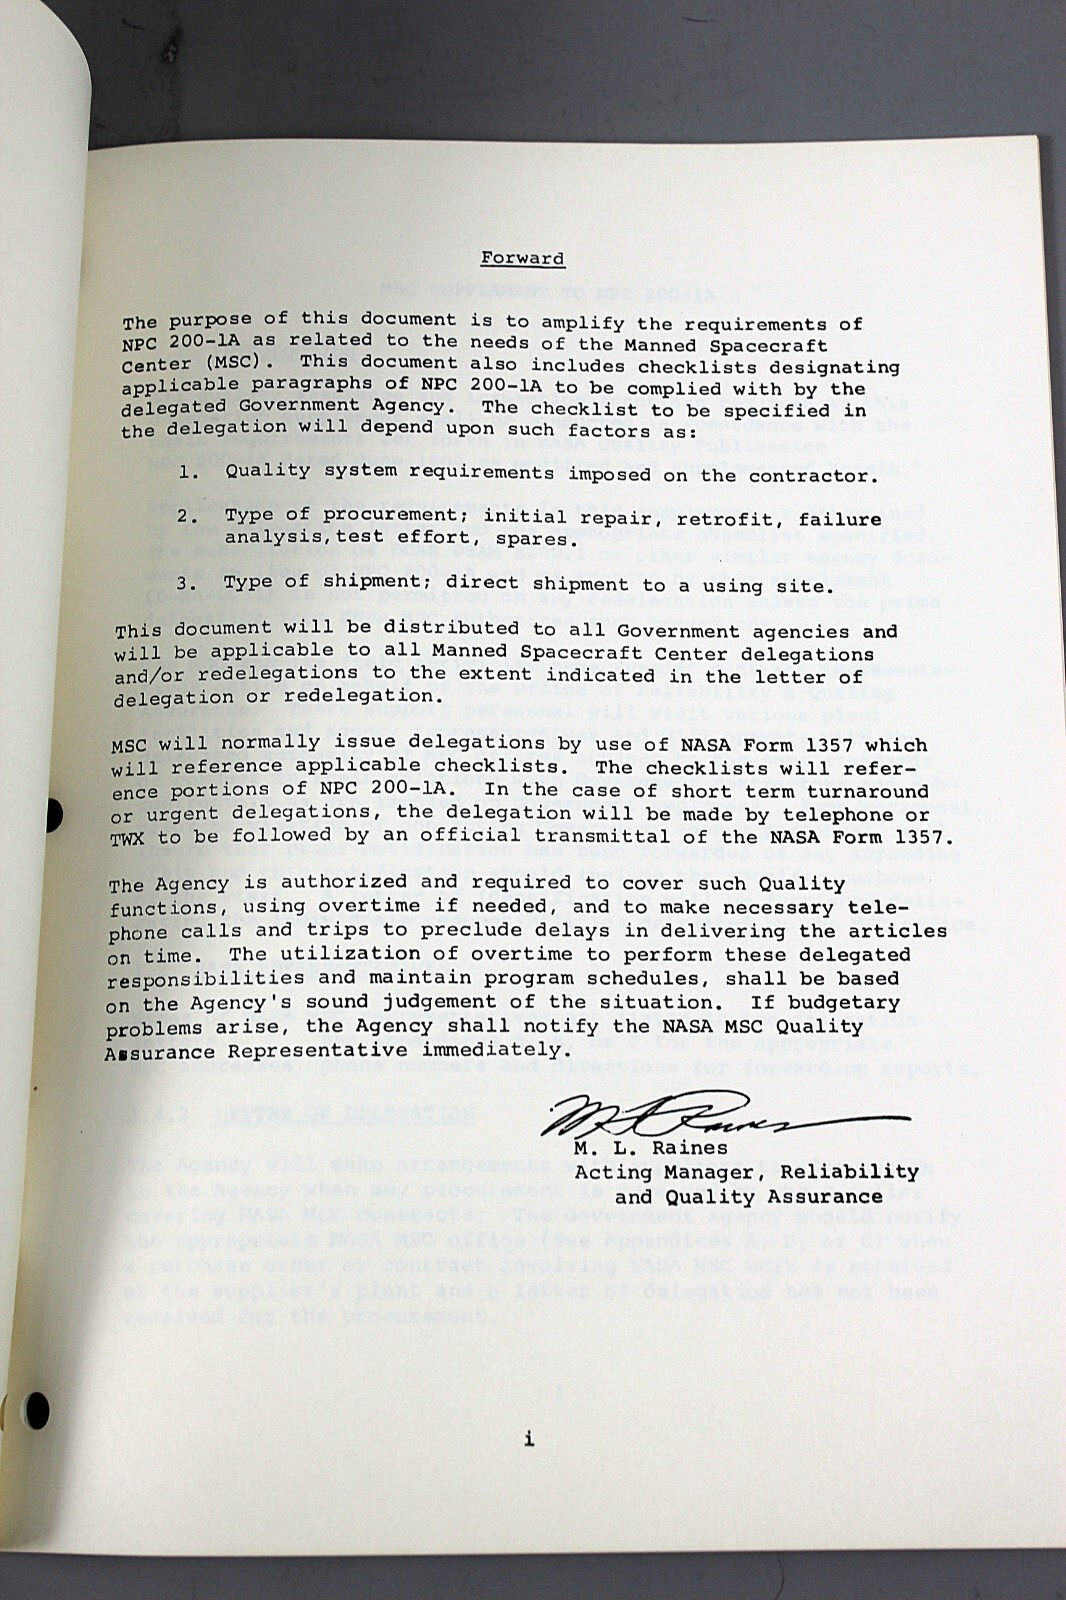 Forward
The purpose of this document is to amplify the requirements of
NPC 200-1A as related to the needs of the Manned Spacecraft
Center (MSC). This document also includes checklists designating
applicable paragraphs of NPC 200-1A to be complied with by the
delegated Government Agency. The checklist to be specified in
the delegation will depend upon such factors as:
1. Quality system requirements imposed on the contractor.
2. Type of procurement; initial repair, retrofit, failure
analysis, test effort, spares.
3. Type of shipment; direct shipment to a using site.
This document will be distributed to all Government agencies and
will be applicable to all Manned Spacecraft Center delegations
and/or redelegations to the extent indicated in the letter of
delegation or redelegation.
MSC will normally issue delegations by use of NASA Form 1357 which
will reference applicable checklists. The checklists will refer-
ence portions of NPC 200-1A. In the case of short term turnaround
or urgent delegations, the delegation will be made by telephone or
TWX to be followed by an official transmittal of the NASA Form 1357.
The Agency is authorized and required to cover such Quality
functions, using overtime if needed, and to make necessary tele-
phone calls and trips to preclude delays in delivering the articles
on time. The utilization of overtime to perform these delegated
responsibilities and maintain program schedules, shall be based
on the Agency's sound judgement of the situation. If budgetary
problems arise, the Agency shall notify the NASA MSC Quality
Assurance Representative immediately.
M L Raines
M. L. Raines
Acting Manager, Reliability
and Quality Assurance
i